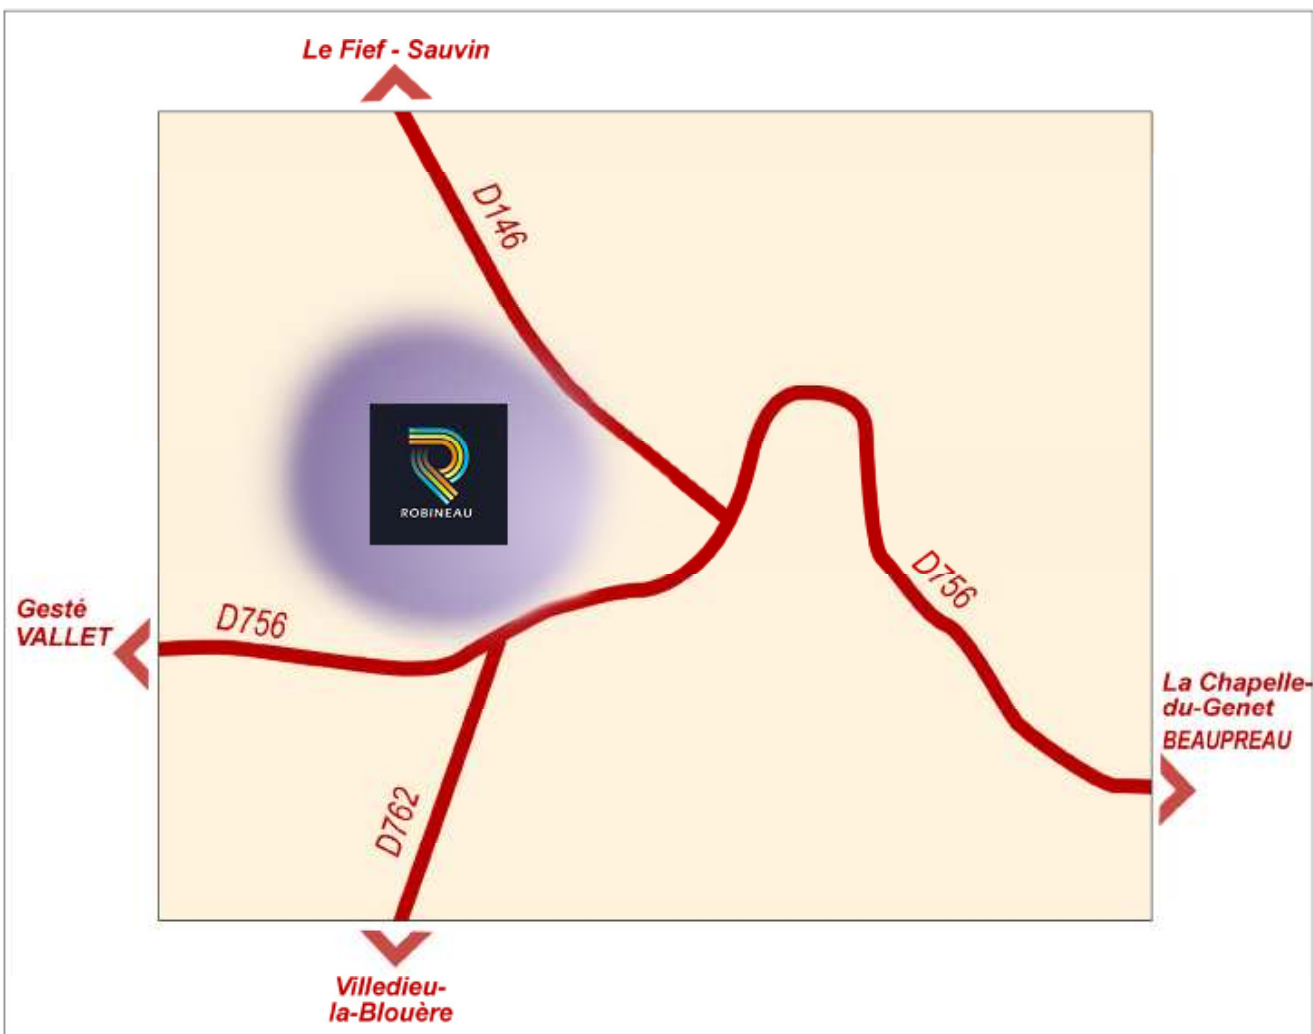 Le Fief - Sauvin
D146
ROBINEAU
D756
Gesté
VALLET
D756
La Chapelle-
du-Genet
BEAUPREAU
D762
Villedieu-
la-Blouère